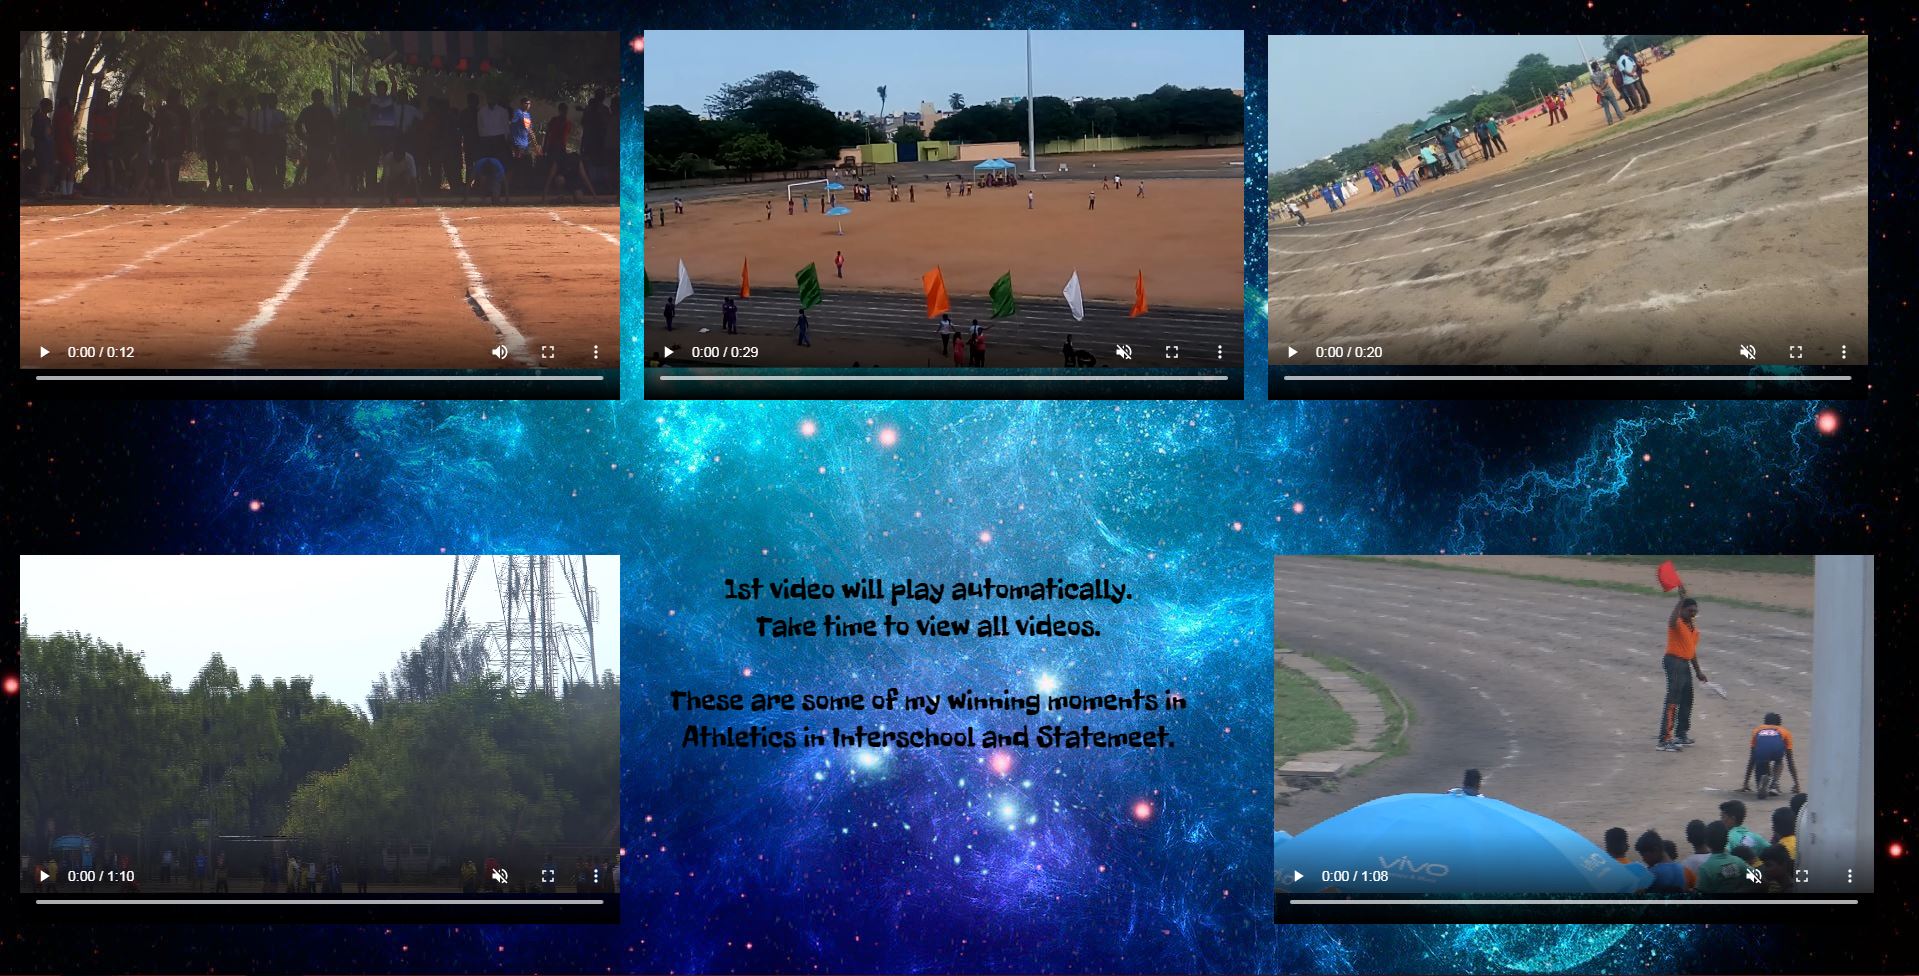 0:00 / 0:12
0:00 / 0:29
0:00 / 0:20
1st video will play automatically.
Take time to view all videos.
These are some of my winning moments in
Athletics in Interschool and Statemeet.
vivo
0:00 / 1:10
0:00 / 1:08